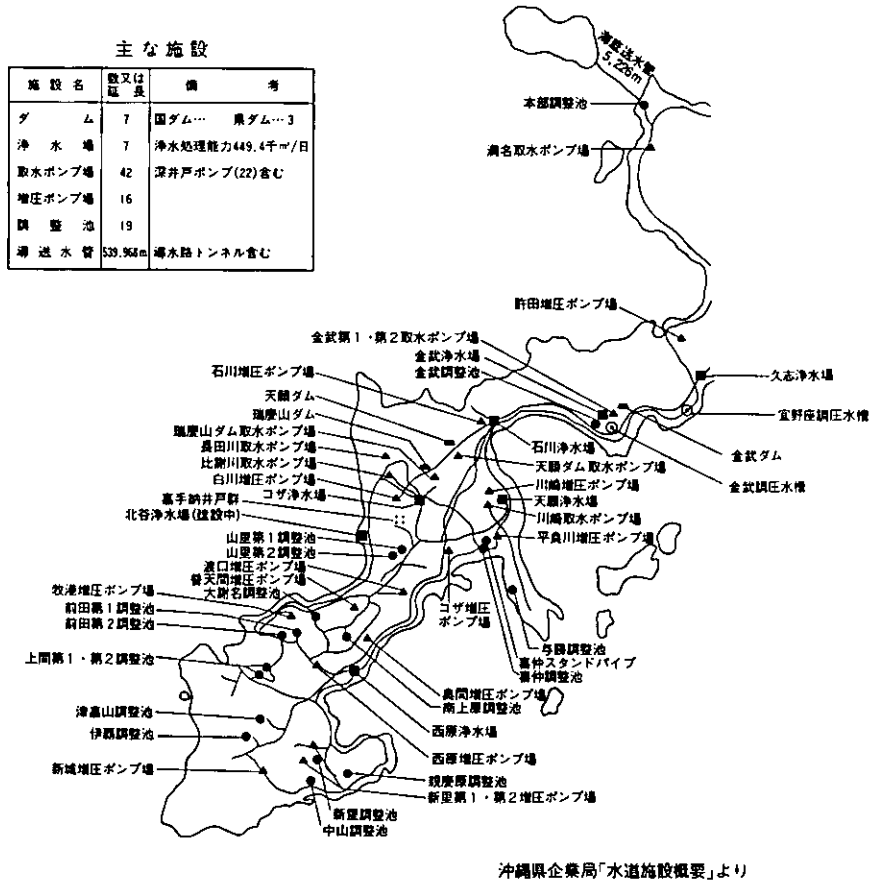 主な施設
施設名 数又は延長 備考
ダム 7 国ダム… 県ダム…3
浄水場 7 浄水処理能力449.4千㎥/日
取水ポンプ場 42 深井戸ポンプ(22)含む
増圧ポンプ場 16
調整池 19
導送水管 539,968m 導水路トンネル含む
海底送水管
5,226m
本部調整池
満名取水ポンプ場
許田増圧ポンプ場
金武第1・第2取水ポンプ場
金武浄水場
金武調整池
石川増圧ポンプ場
久志浄水場
天願ダム
瑞慶山ダム
宜野座調圧水槽
瑞慶山ダム取水ポンプ場
石川浄水場
金武ダム
長田川取水ポンプ場
天願ダム取水ポンプ場
比謝川取水ポンプ場
金武調圧水槽
白川増圧ポンプ場
川崎増圧ポンプ場
コザ浄水場
天願浄水場
嘉手納井戸群
川崎取水ポンプ場
北谷浄水場(建設中)
平良川増圧ポンプ場
山里第1調整池
山里第2調整池
渡口増圧ポンプ場
普天間増圧ポンプ場
大謝名調整池
牧港増圧ポンプ場
コザ増圧
ポンプ場
前田第1調整池
前田第2調整池
与勝調整池
喜仲スタンドパイプ
喜仲調整池
上間第1・第2調整池
奥間増圧ポンプ場
南上原調整池
津嘉山調整池
西原浄水場
伊覇調整池
西原増圧ポンプ場
新城増圧ポンプ場
親慶原調整池
新里第1・第2増圧ポンプ場
新里調整池
中山調整池
沖縄県企業局「水道施設概要」より